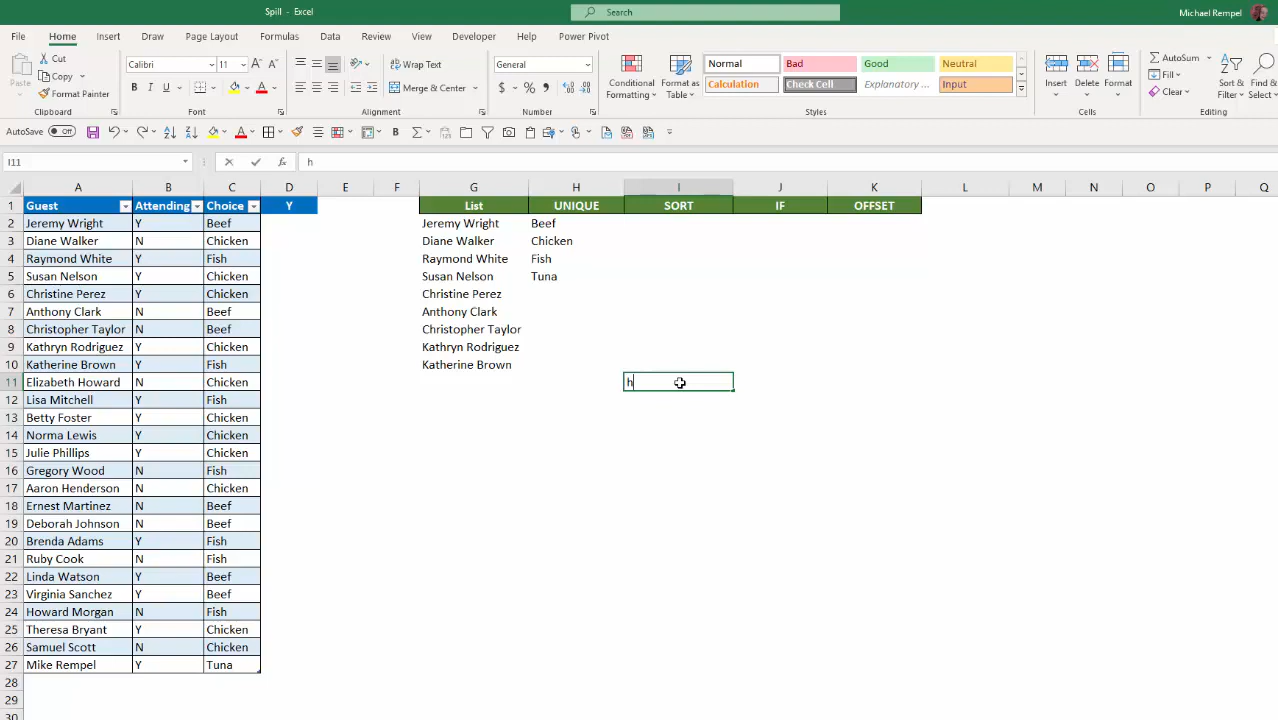 Spill - Excel
Search
Michael Rempel
File Home Insert Draw Page Layout Formulas Data Review View Developer Help Power Pivot
Paste
Cut
Copy
Format Painter
Clipboard
Calibri 11
B I U
Font
Wrap Text
Merge & Center
Alignment
General
$ % ,
Number
Conditional Formatting
Format as Table
Normal Bad Good Neutral
Calculation Check Cell Explanatory ... Input
Styles
Insert Delete Format
Cells
AutoSum
Fill
Clear
Sort & Filter
Find & Select
Editing
AutoSave Off
I11 fx h
A B C D E F G H I J K L M N O P Q
1 Guest Attending Choice Y List UNIQUE SORT IF OFFSET
2 Jeremy Wright Y Beef Jeremy Wright Beef
3 Diane Walker N Chicken Diane Walker Chicken
4 Raymond White Y Fish Raymond White Fish
5 Susan Nelson Y Chicken Susan Nelson Tuna
6 Christine Perez Y Chicken Christine Perez
7 Anthony Clark N Beef Anthony Clark
8 Christopher Taylor N Beef Christopher Taylor
9 Kathryn Rodriguez Y Chicken Kathryn Rodriguez
10 Katherine Brown Y Fish Katherine Brown
11 Elizabeth Howard N Chicken h
12 Lisa Mitchell Y Fish
13 Betty Foster Y Chicken
14 Norma Lewis Y Chicken
15 Julie Phillips Y Chicken
16 Gregory Wood N Fish
17 Aaron Henderson N Chicken
18 Ernest Martinez N Beef
19 Deborah Johnson N Beef
20 Brenda Adams Y Fish
21 Ruby Cook N Fish
22 Linda Watson Y Beef
23 Virginia Sanchez Y Beef
24 Howard Morgan N Fish
25 Theresa Bryant Y Chicken
26 Samuel Scott N Chicken
27 Mike Rempel Y Tuna
28
29
30